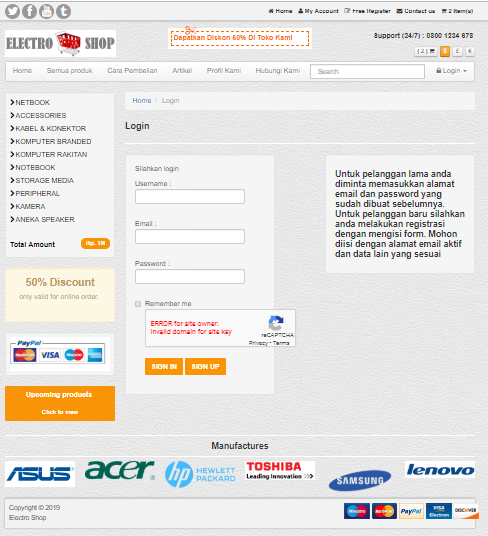 Home My Account Free Register Contact us 2 Item(s)
ELECTRO SHOP
Dapatkan Diskon 50% Di Toko Kami
Support (24/7) : 0800 1234 678
[ 2 ] $ £ €
Home Semua produk Cara Pembelian Artikel Profil Kami Hubungi Kami Search Login
NETBOOK
ACCESSORIES
KABEL & KONEKTOR
KOMPUTER BRANDED
KOMPUTER RAKITAN
NOTEBOOK
STORAGE MEDIA
PERIPHERAL
KAMERA
ANEKA SPEAKER
Total Amount
50% Discount
only valid for online order.
PayPal
MasterCard VISA Maestro AMERICAN EXPRESS
Upcoming produels
Click to view
Home / Login
Login
Silahkan login
Username :
Email :
Password :
Remember me
ERROR for site owner:
Invalid domain for site key
reCAPTCHA
Privacy - Terms
SIGN IN SIGN UP
Untuk pelanggan lama anda
diminta memasukkan alamat
email dan password yang
sudah dibuat sebelumnya.
Untuk pelanggan baru silahkan
anda melakukan registrasi
dengan mengisi form. Mohon
diisi dengan alamat email aktif
dan data lain yang sesuai
Manufactures
ASUS
acer
hp HEWLETT
PACKARD
TOSHIBA
Leading Innovation >>>
SAMSUNG
lenovo
Copyright © 2019
Electro Shop
Maestro MasterCard PayPal VISA Electron DISCOVER